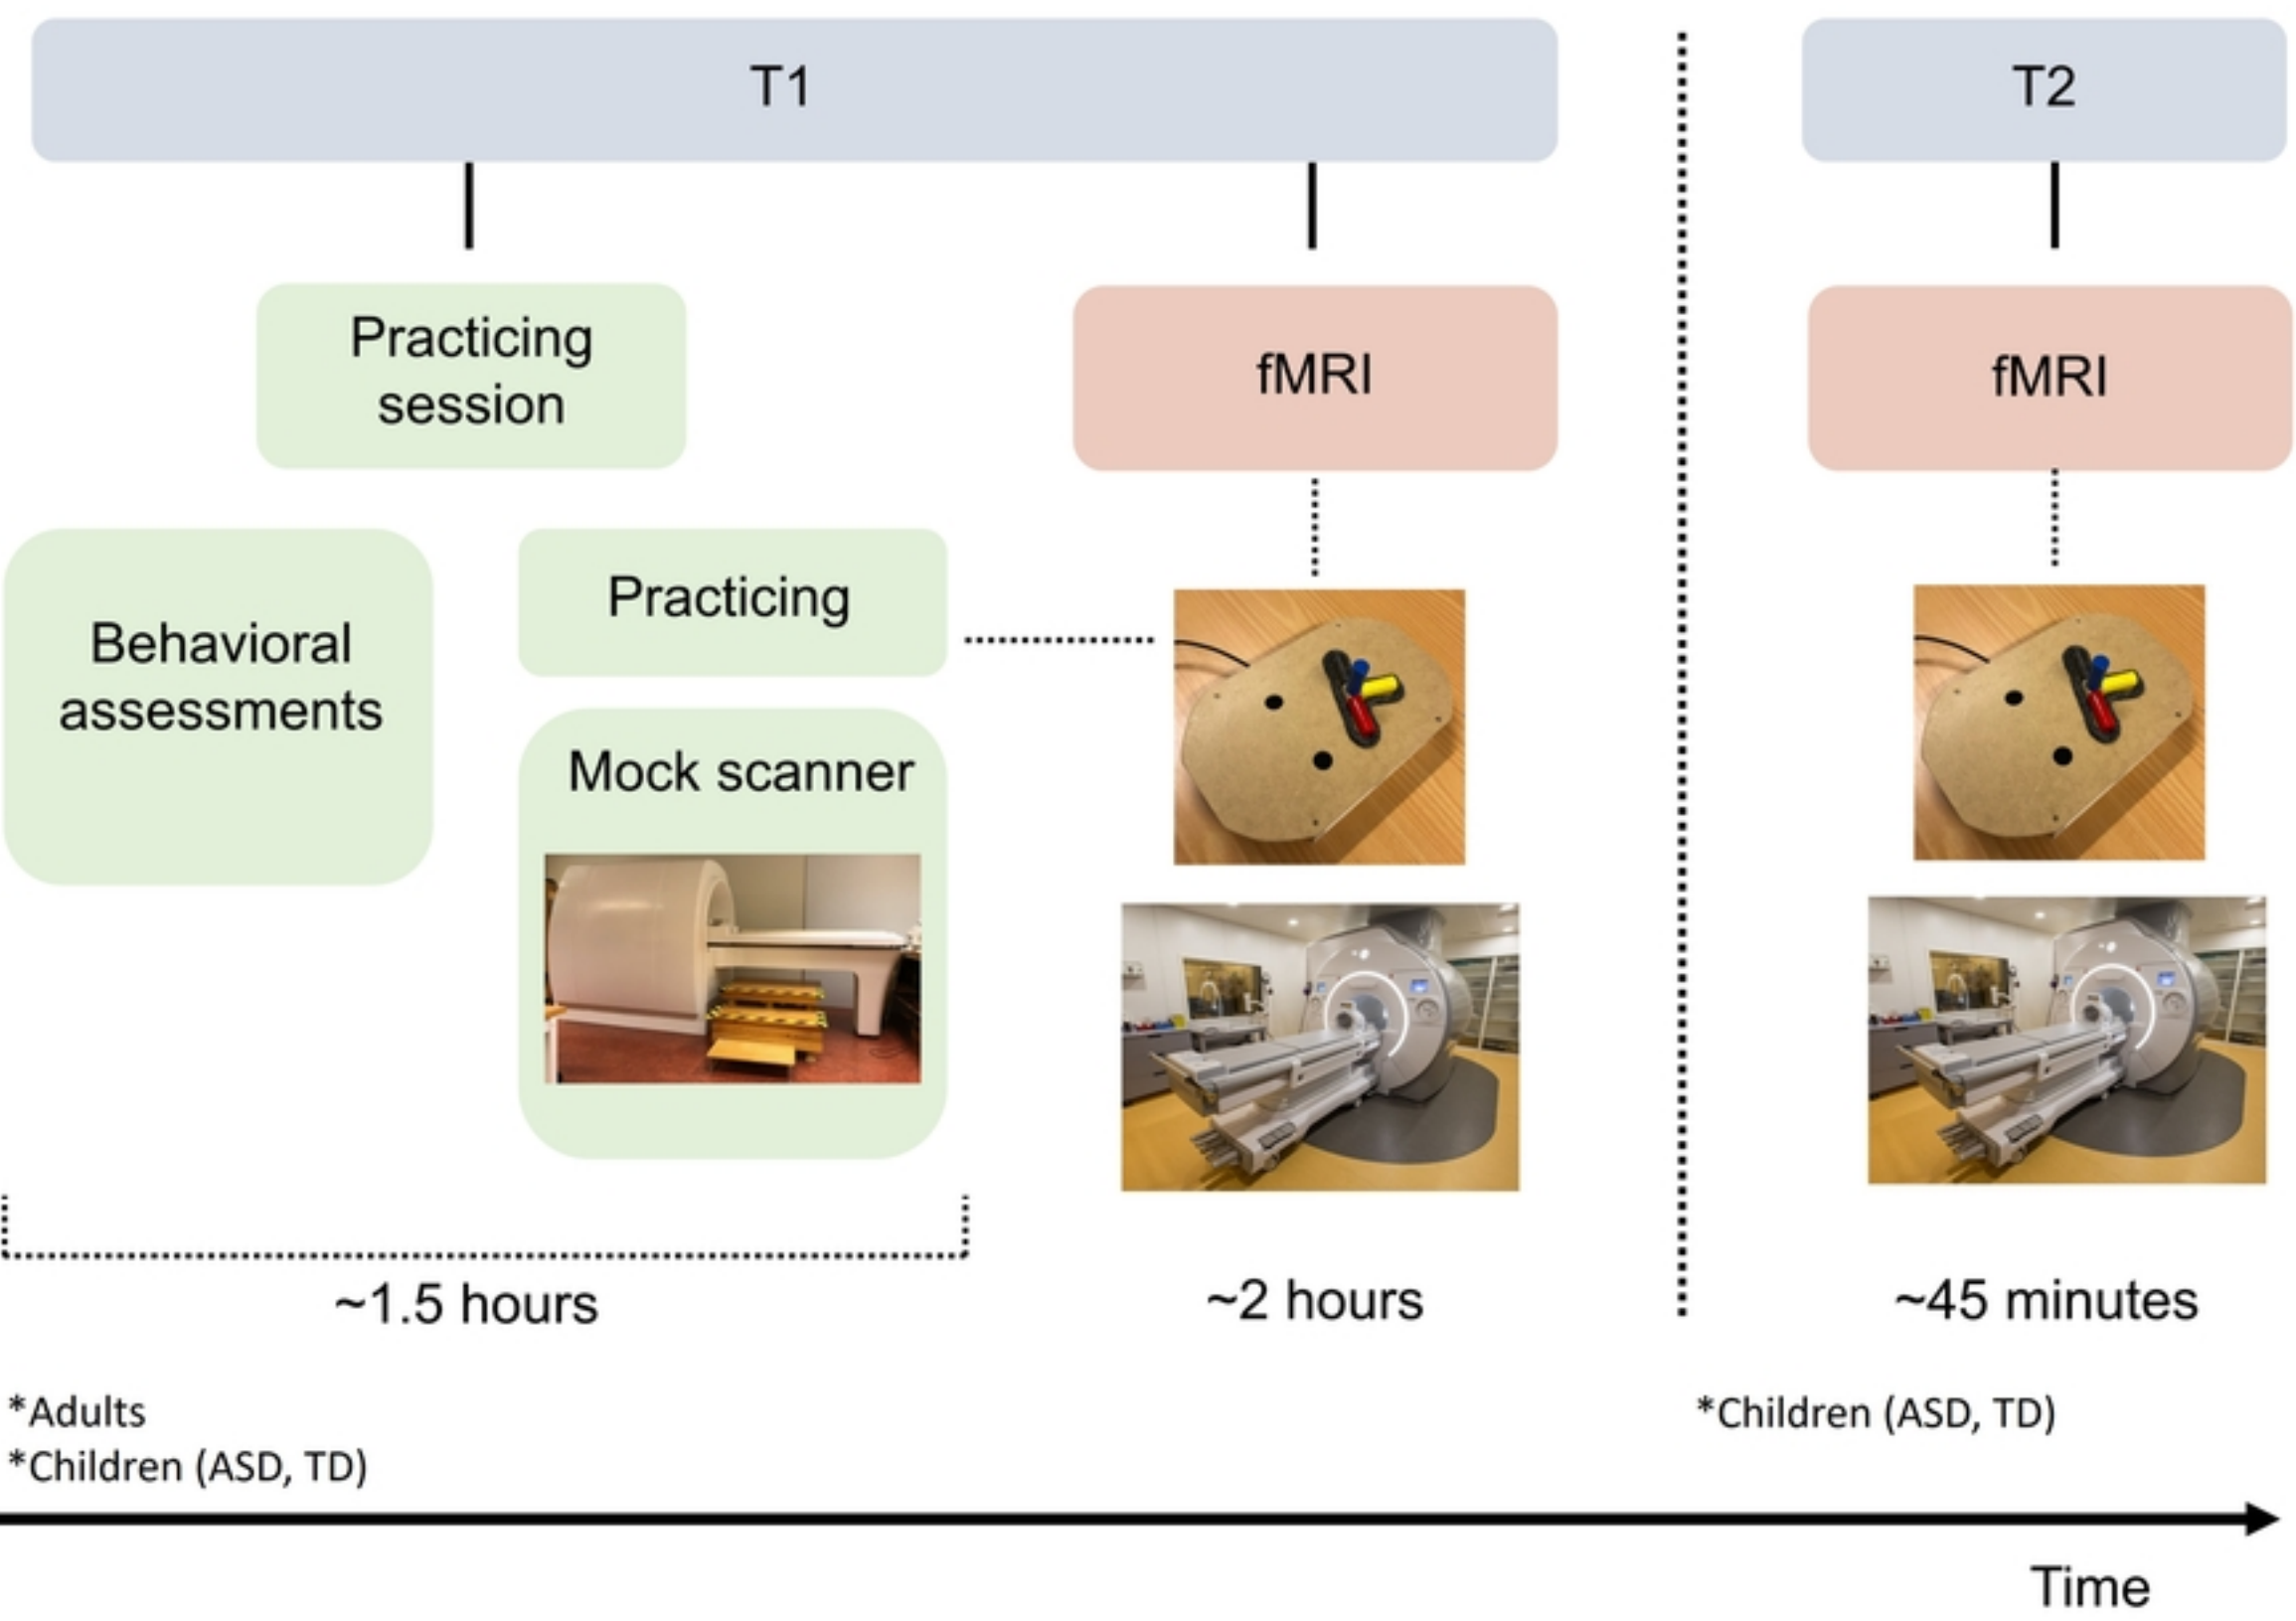 T1
T2
Practicing
session
fMRI
fMRI
Behavioral
assessments
Practicing
Mock scanner
~1.5 hours
~2 hours
~45 minutes
*Adults
*Children (ASD, TD)
*Children (ASD, TD)
Time